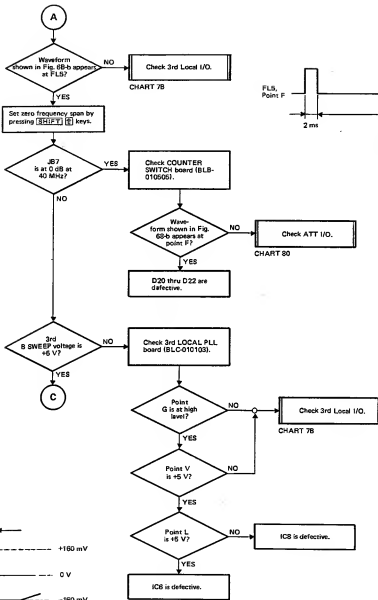 A
Waveform
shown in Fig. 68-b appears
at FL5?
NO
Check 3rd Local I/O.
CHART 7B
YES
FL5,
Point F
2 ms
Set zero frequency span by
pressing SHIFT ⇧ keys.
JB7
is at 0 dB at
40 MHz?
YES
Check COUNTER
SWITCH board (BLB-
010505).
NO
Wave-
form shown in Fig.
68-b appears at
point F?
NO
Check ATT I/O.
CHART 80
YES
D20 thru D22 are
defective.
3rd
B SWEEP voltage is
+6 V?
NO
Check 3rd LOCAL PLL
board (BLC-010103).
YES
C
Point
G is at high
level?
NO
Check 3rd Local I/O.
CHART 7B
YES
Point V
is +5 V?
NO
YES
Point L
is +6 V?
NO
IC8 is defective.
YES
IC6 is defective.
+160 mV
0 V
-160 mV